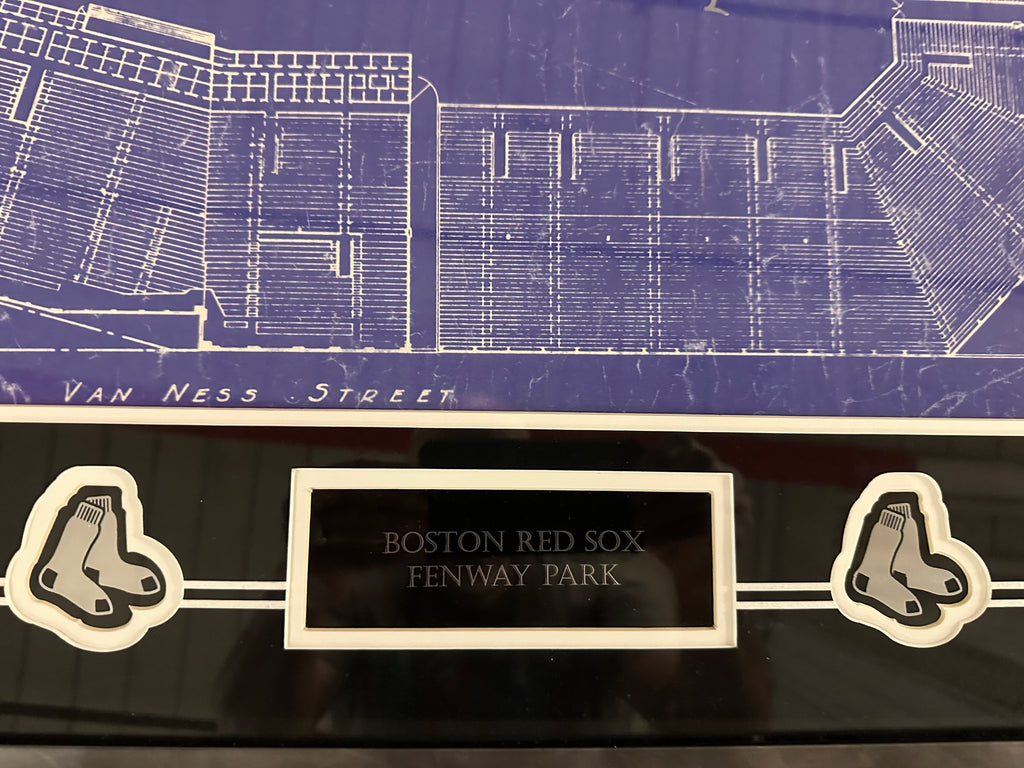 VAN NESS STREET
BOSTON RED SOX
FENWAY PARK